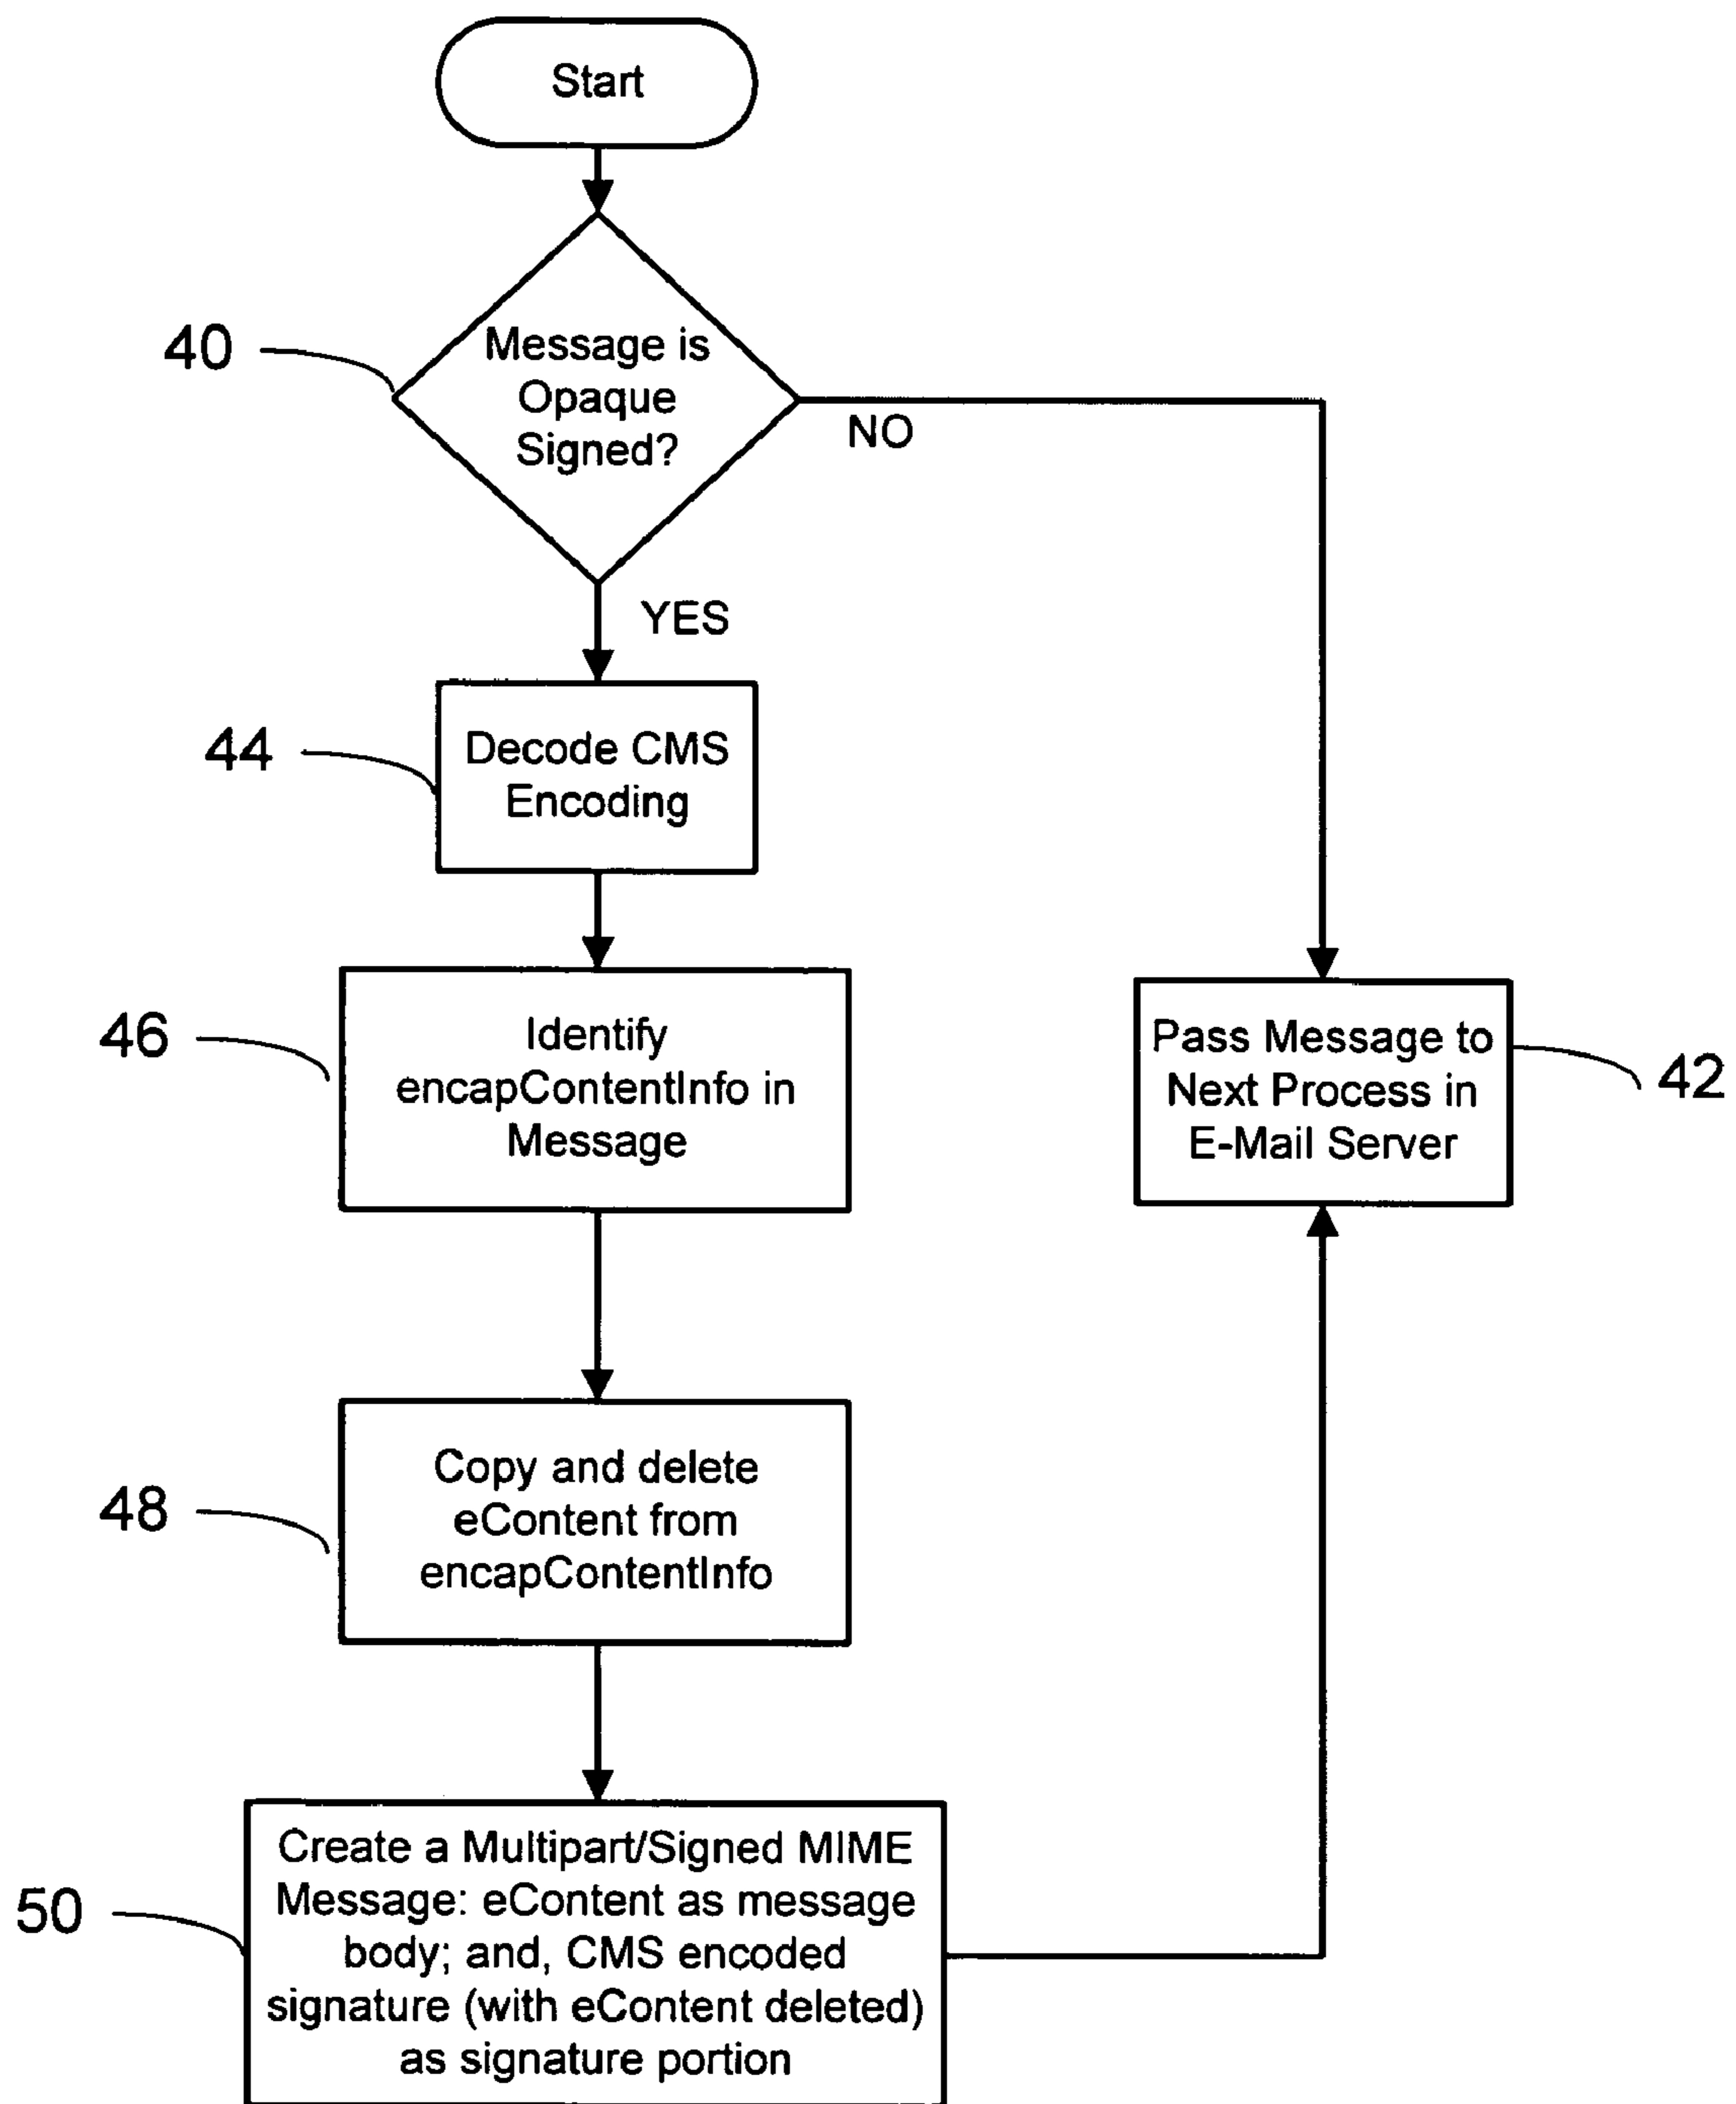 Start
40
Message is
Opaque
Signed?
NO
YES
44
Decode CMS
Encoding
46
Identify
encapContentInfo in
Message
Pass Message to
Next Process in
E-Mail Server
42
48
Copy and delete
eContent from
encapContentInfo
50
Create a Multipart/Signed MIME
Message: eContent as message
body; and, CMS encoded
signature (with eContent deleted)
as signature portion